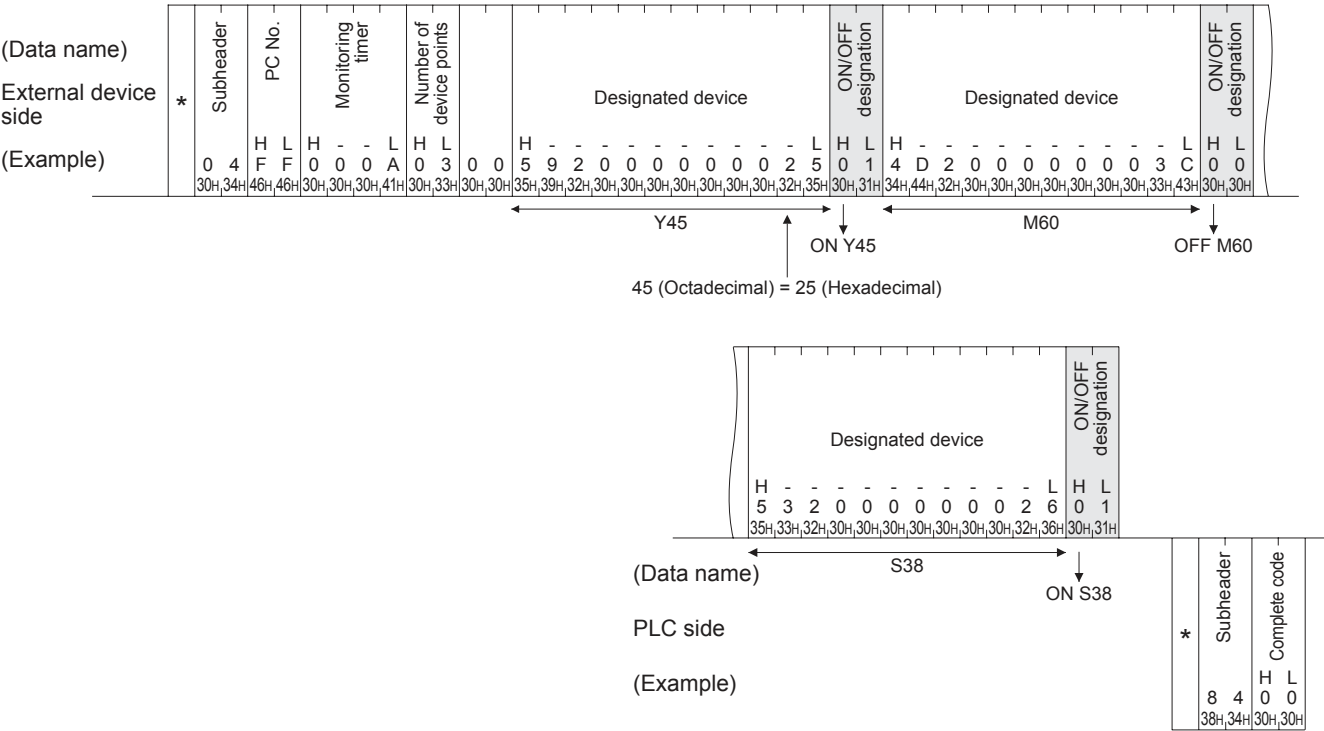 (Data name)
External device
side
(Example)
*
Subheader
PC No.
Monitoring
timer
Number of
device points
Designated device
ON/OFF
designation
Designated device
ON/OFF
designation
H L H - - L H L H - - - - - - - - - - L H L H - - - - - - - - - - L H L
0 4 F F 0 0 0 A 0 3 0 0 5 9 2 0 0 0 0 0 0 0 2 5 0 1 4 D 2 0 0 0 0 0 0 0 3 C 0 0
30H 34H 46H 46H 30H 30H 30H 41H 30H 33H 30H 30H 35H 39H 32H 30H 30H 30H 30H 30H 30H 30H 32H 35H 30H 31H 34H 44H 32H 30H 30H 30H 30H 30H 30H 30H 33H 43H 30H 30H
Y45
ON Y45
M60
OFF M60
45 (Octadecimal) = 25 (Hexadecimal)
Designated device
ON/OFF
designation
H - - - - - - - - - - L H L
5 3 2 0 0 0 0 0 0 0 2 6 0 1
35H 33H 32H 30H 30H 30H 30H 30H 30H 30H 32H 36H 30H 31H
S38
ON S38
(Data name)
PLC side
(Example)
*
Subheader
Complete code
H L
8 4 0 0
38H 34H 30H 30H